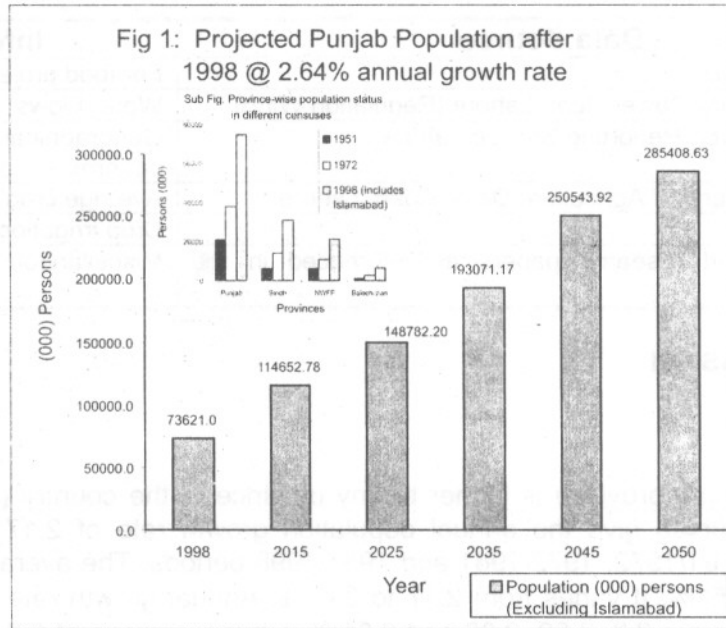 Fig 1: Projected Punjab Population after
1998 @ 2.64% annual growth rate
Sub Fig. Province-wise population status
in different censuses
1951
1972
1998 (includes
Islamabad)
Persons (000)
Punjab
NWFP
Provinces
(000) Persons
300000.0
250000.0
200000.0
150000.0
100000.0
50000.0
0.0
73621.0
114652.78
148782.20
193071.17
250543.92
285408.63
1998 2015 2025 2035 2045 2050
Year
Population (000) persons
(Excluding Islamabad)